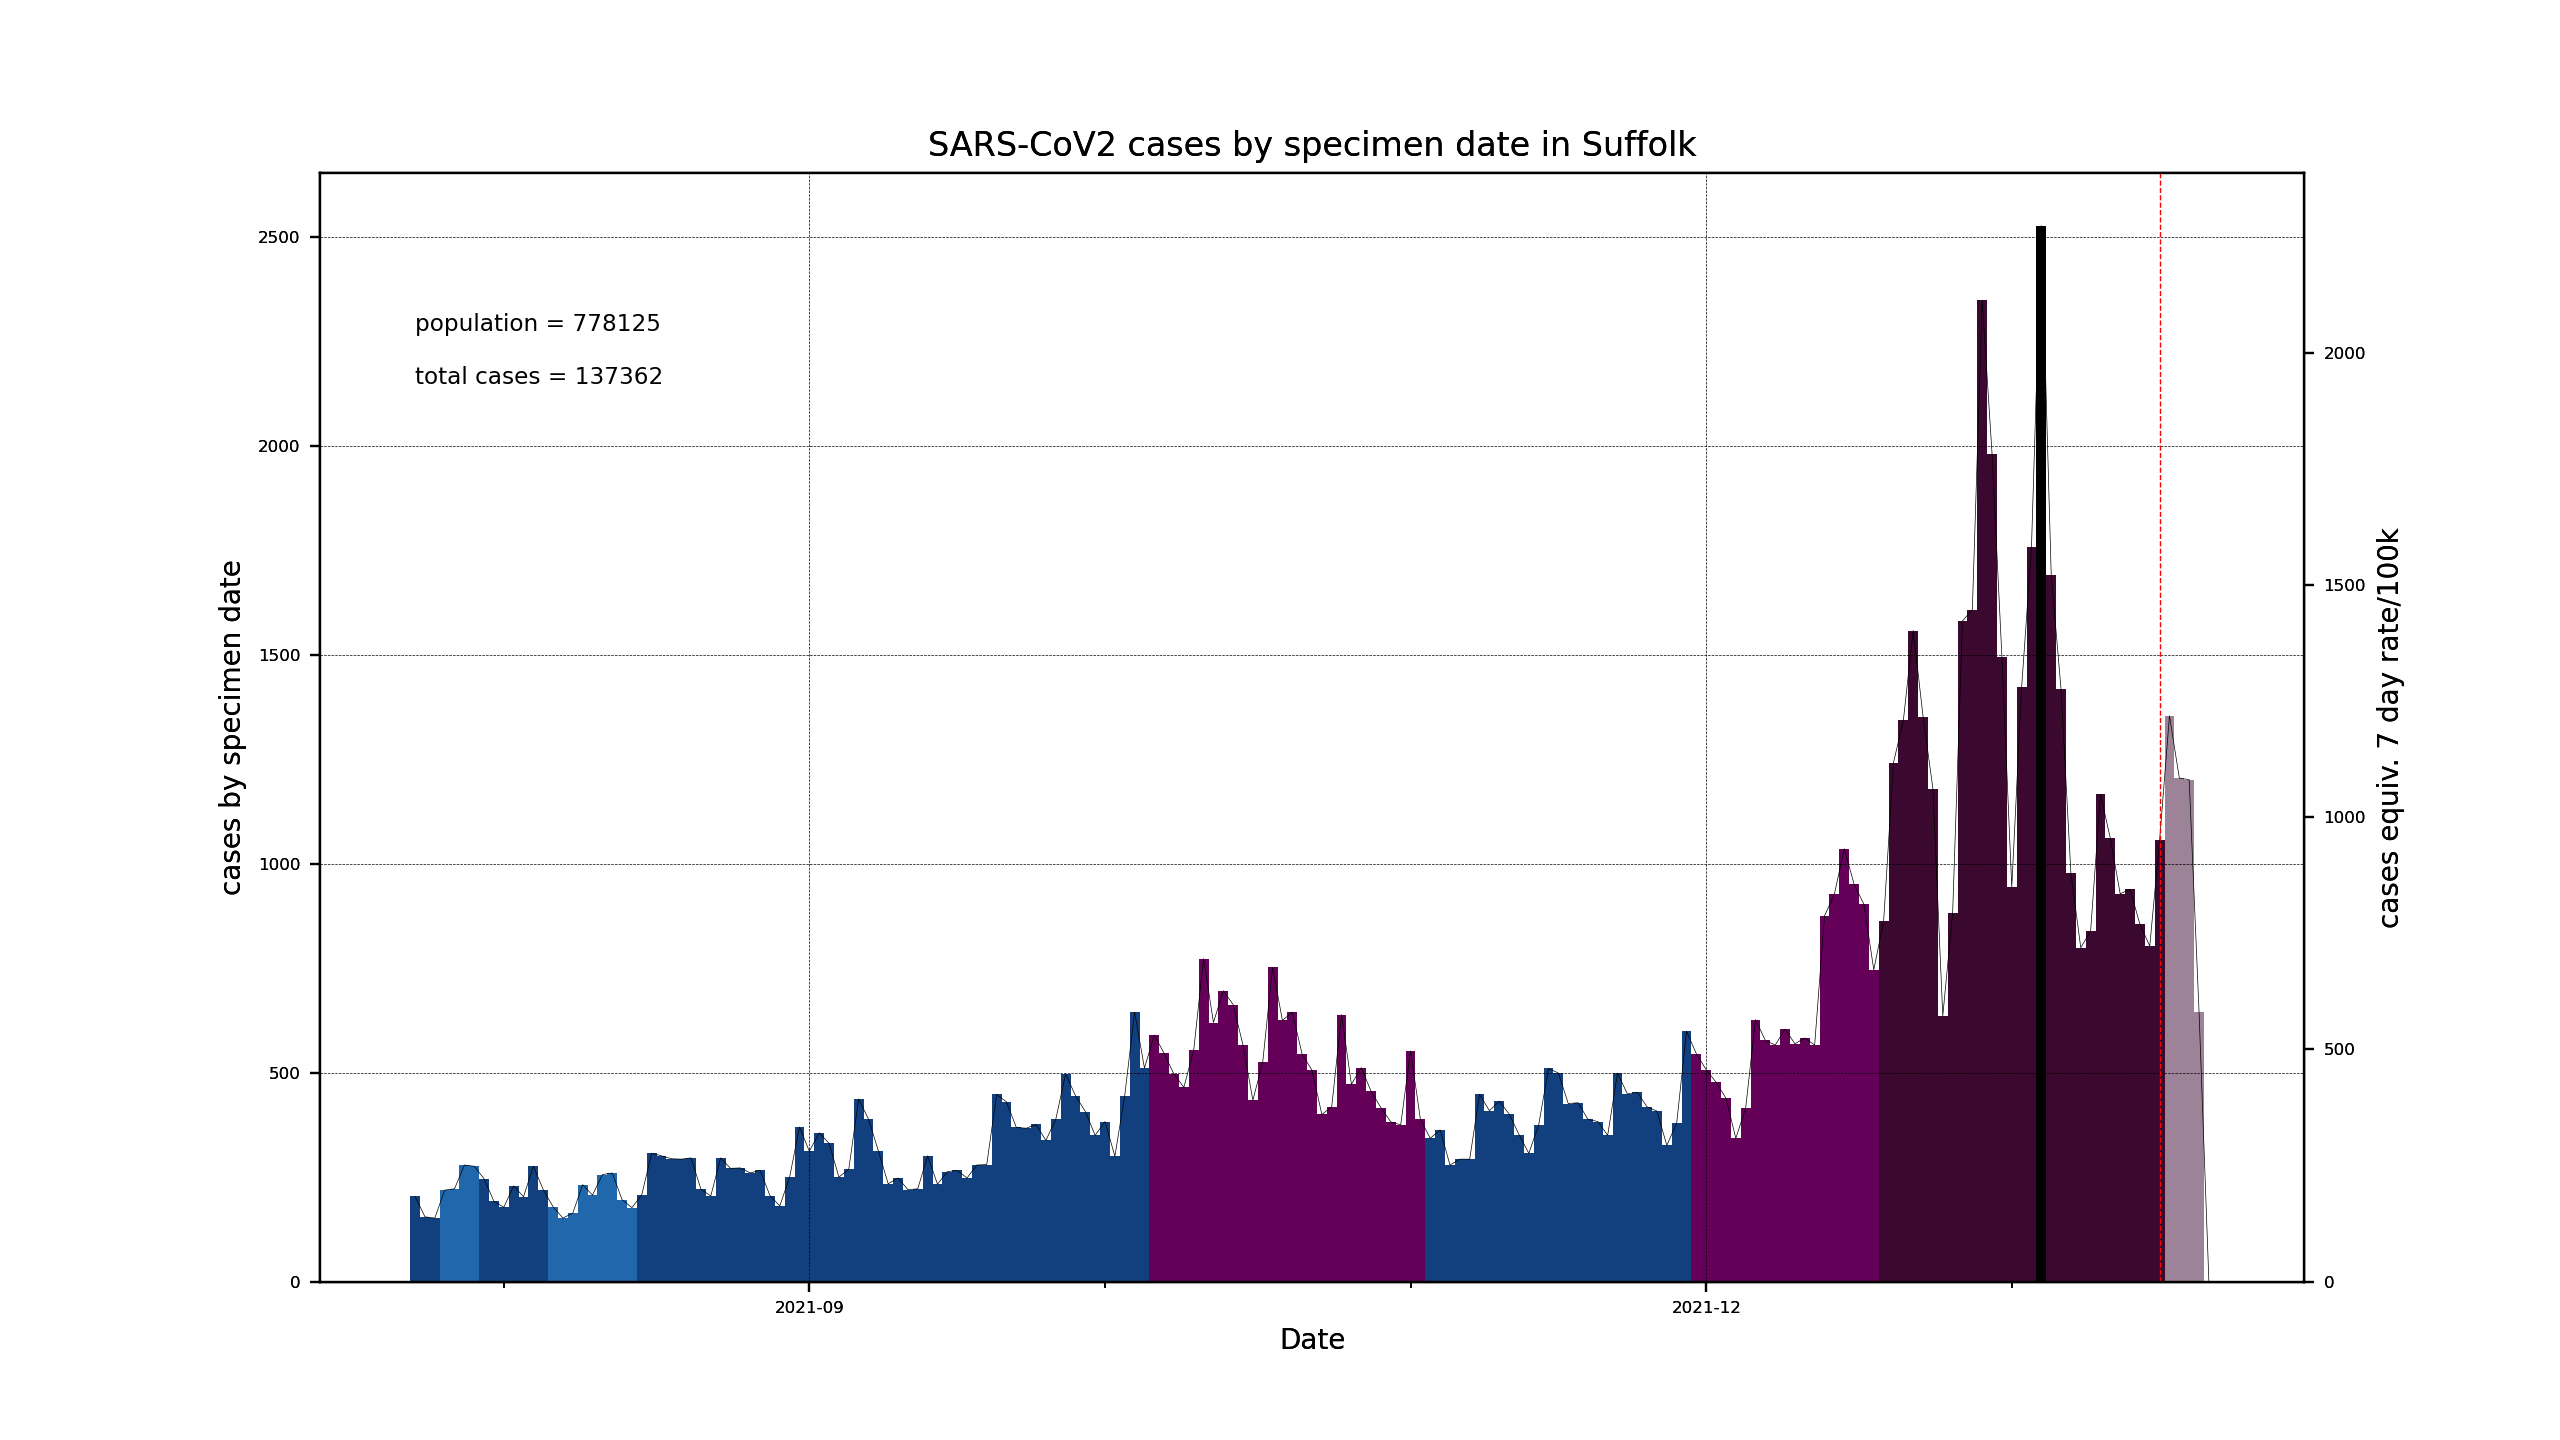 SARS-CoV2 cases by specimen date in Suffolk
population = 778125
total cases = 137362
cases by specimen date
2500
2000
1500
1000
500
0
2000
1500
1000
500
0
cases equiv. 7 day rate/100k
2021-09
2021-12
Date